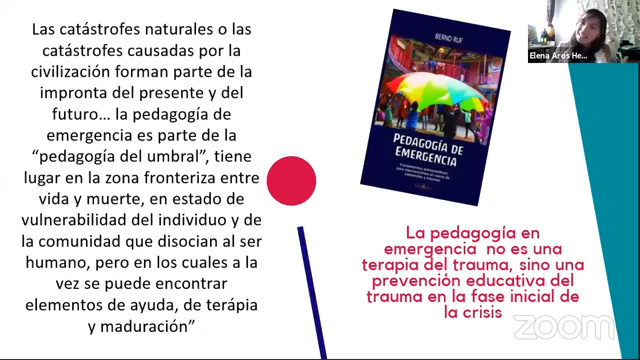 Las catástrofes naturales o las
catástrofes causadas por la
civilización forman parte de la
impronta del presente y del
futuro… la pedagogía de
emergencia es parte de la
“pedagogía del umbral”, tiene
lugar en la zona fronteriza entre
vida y muerte, en estado de
vulnerabilidad del individuo y de
la comunidad que disocian al ser
humano, pero en los cuales a la
vez se puede encontrar
elementos de ayuda, de terápia
y maduración”
BERND RUF
PEDAGOGÍA DE
EMERGENCIA
La pedagogía en
emergencia no es una
terapia del trauma, sino una
prevención educativa del
trauma en la fase inicial de
la crisis
Elena Aros He...
zoom